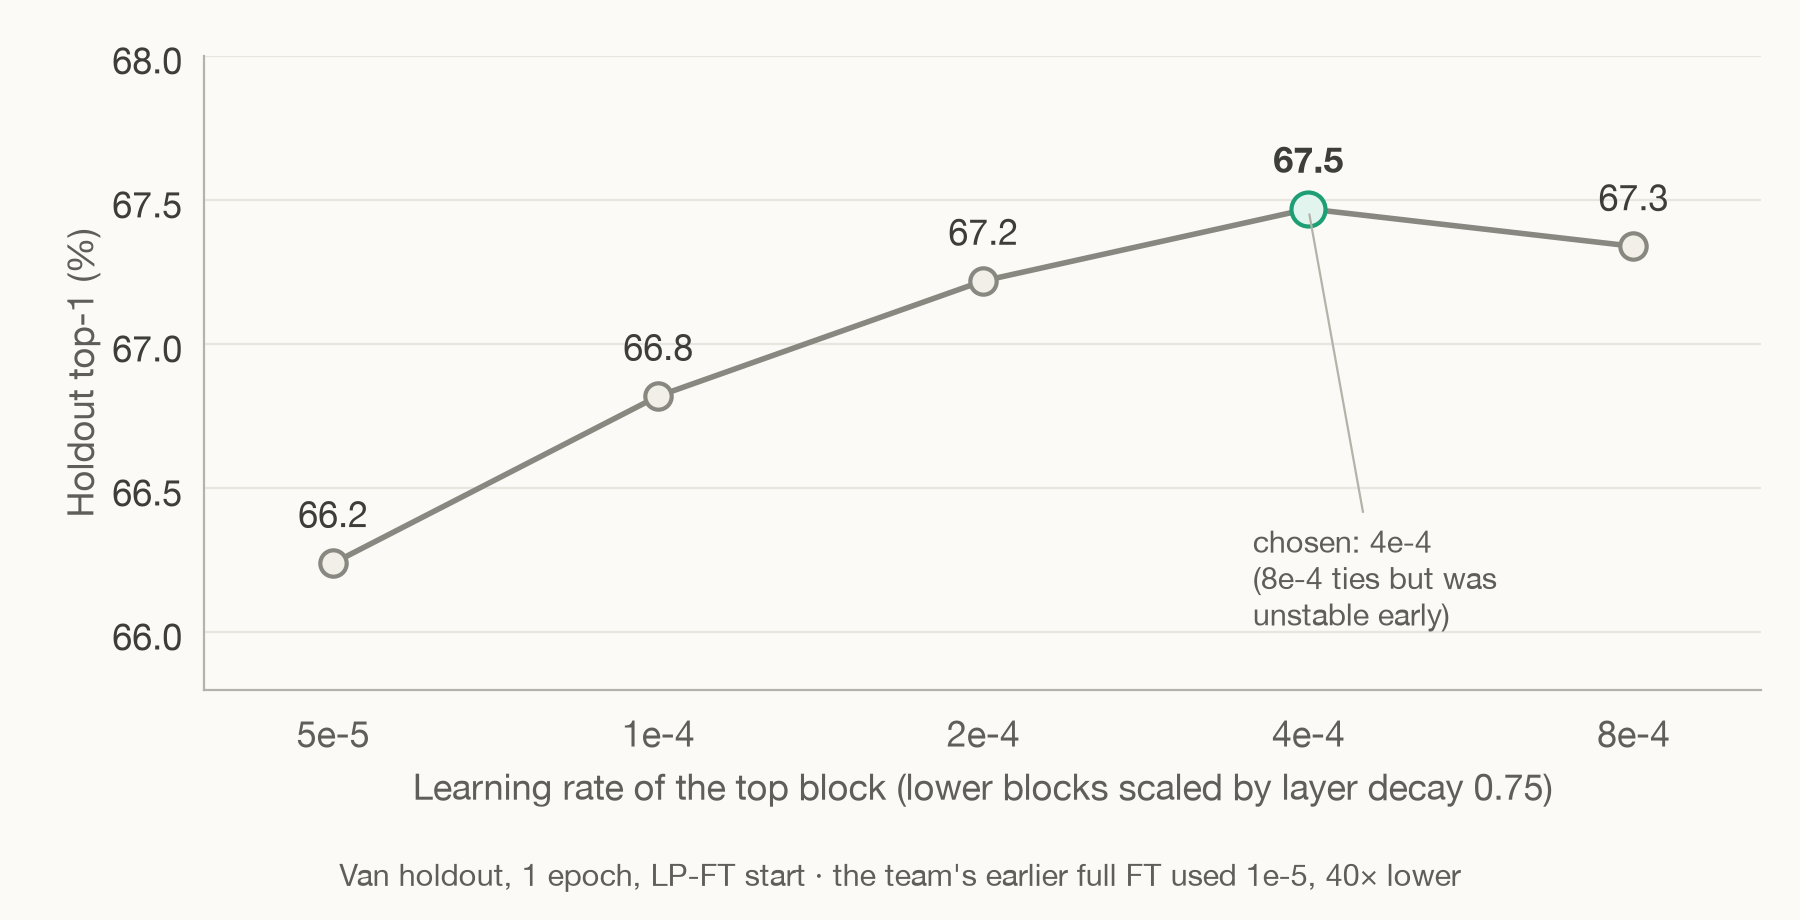 68.0
67.5
67.0
66.5
66.0
Holdout top-1 (%)
66.2
66.8
67.2
67.5
67.3
chosen: 4e-4
(8e-4 ties but was
unstable early)
5e-5
1e-4
2e-4
4e-4
8e-4
Learning rate of the top block (lower blocks scaled by layer decay 0.75)
Van holdout, 1 epoch, LP-FT start · the team's earlier full FT used 1e-5, 40× lower